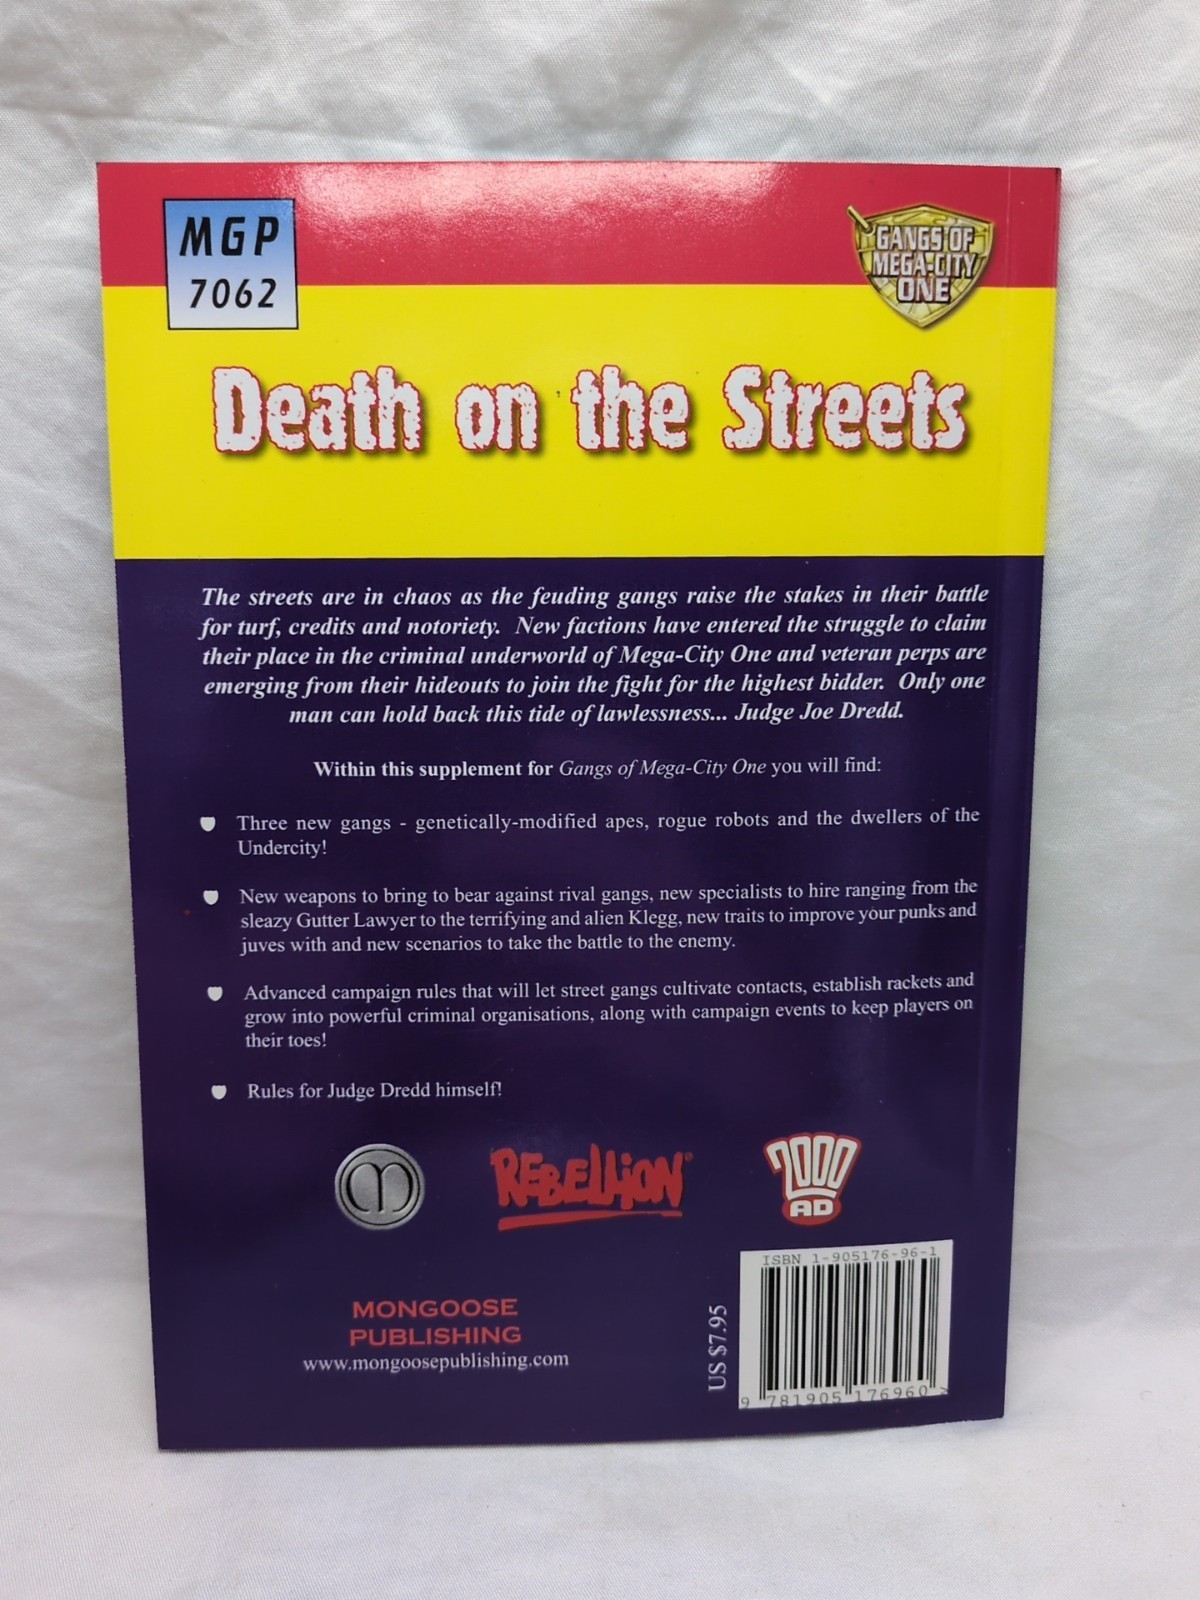 MGP
7062
GANGS OF
MEGA-CITY
ONE
Death on the Streets
The streets are in chaos as the feuding gangs raise the stakes in their battle
for turf, credits and notoriety.  New factions have entered the struggle to claim
their place in the criminal underworld of Mega-City One and veteran perps are
emerging from their hideouts to join the fight for the highest bidder.  Only one
man can hold back this tide of lawlessness... Judge Joe Dredd.
Within this supplement for Gangs of Mega-City One you will find:
Three new gangs - genetically-modified apes, rogue robots and the dwellers of the
Undercity!
New weapons to bring to bear against rival gangs, new specialists to hire ranging from the
sleazy Gutter Lawyer to the terrifying and alien Klegg, new traits to improve your punks and
juves with and new scenarios to take the battle to the enemy.
Advanced campaign rules that will let street gangs cultivate contacts, establish rackets and
grow into powerful criminal organisations, along with campaign events to keep players on
their toes!
Rules for Judge Dredd himself!
M
REBELLION®
2000
AD
MONGOOSE
PUBLISHING
www.mongoosepublishing.com
US $7.95
ISBN 1-905176-96-1
9 781905 176960 >